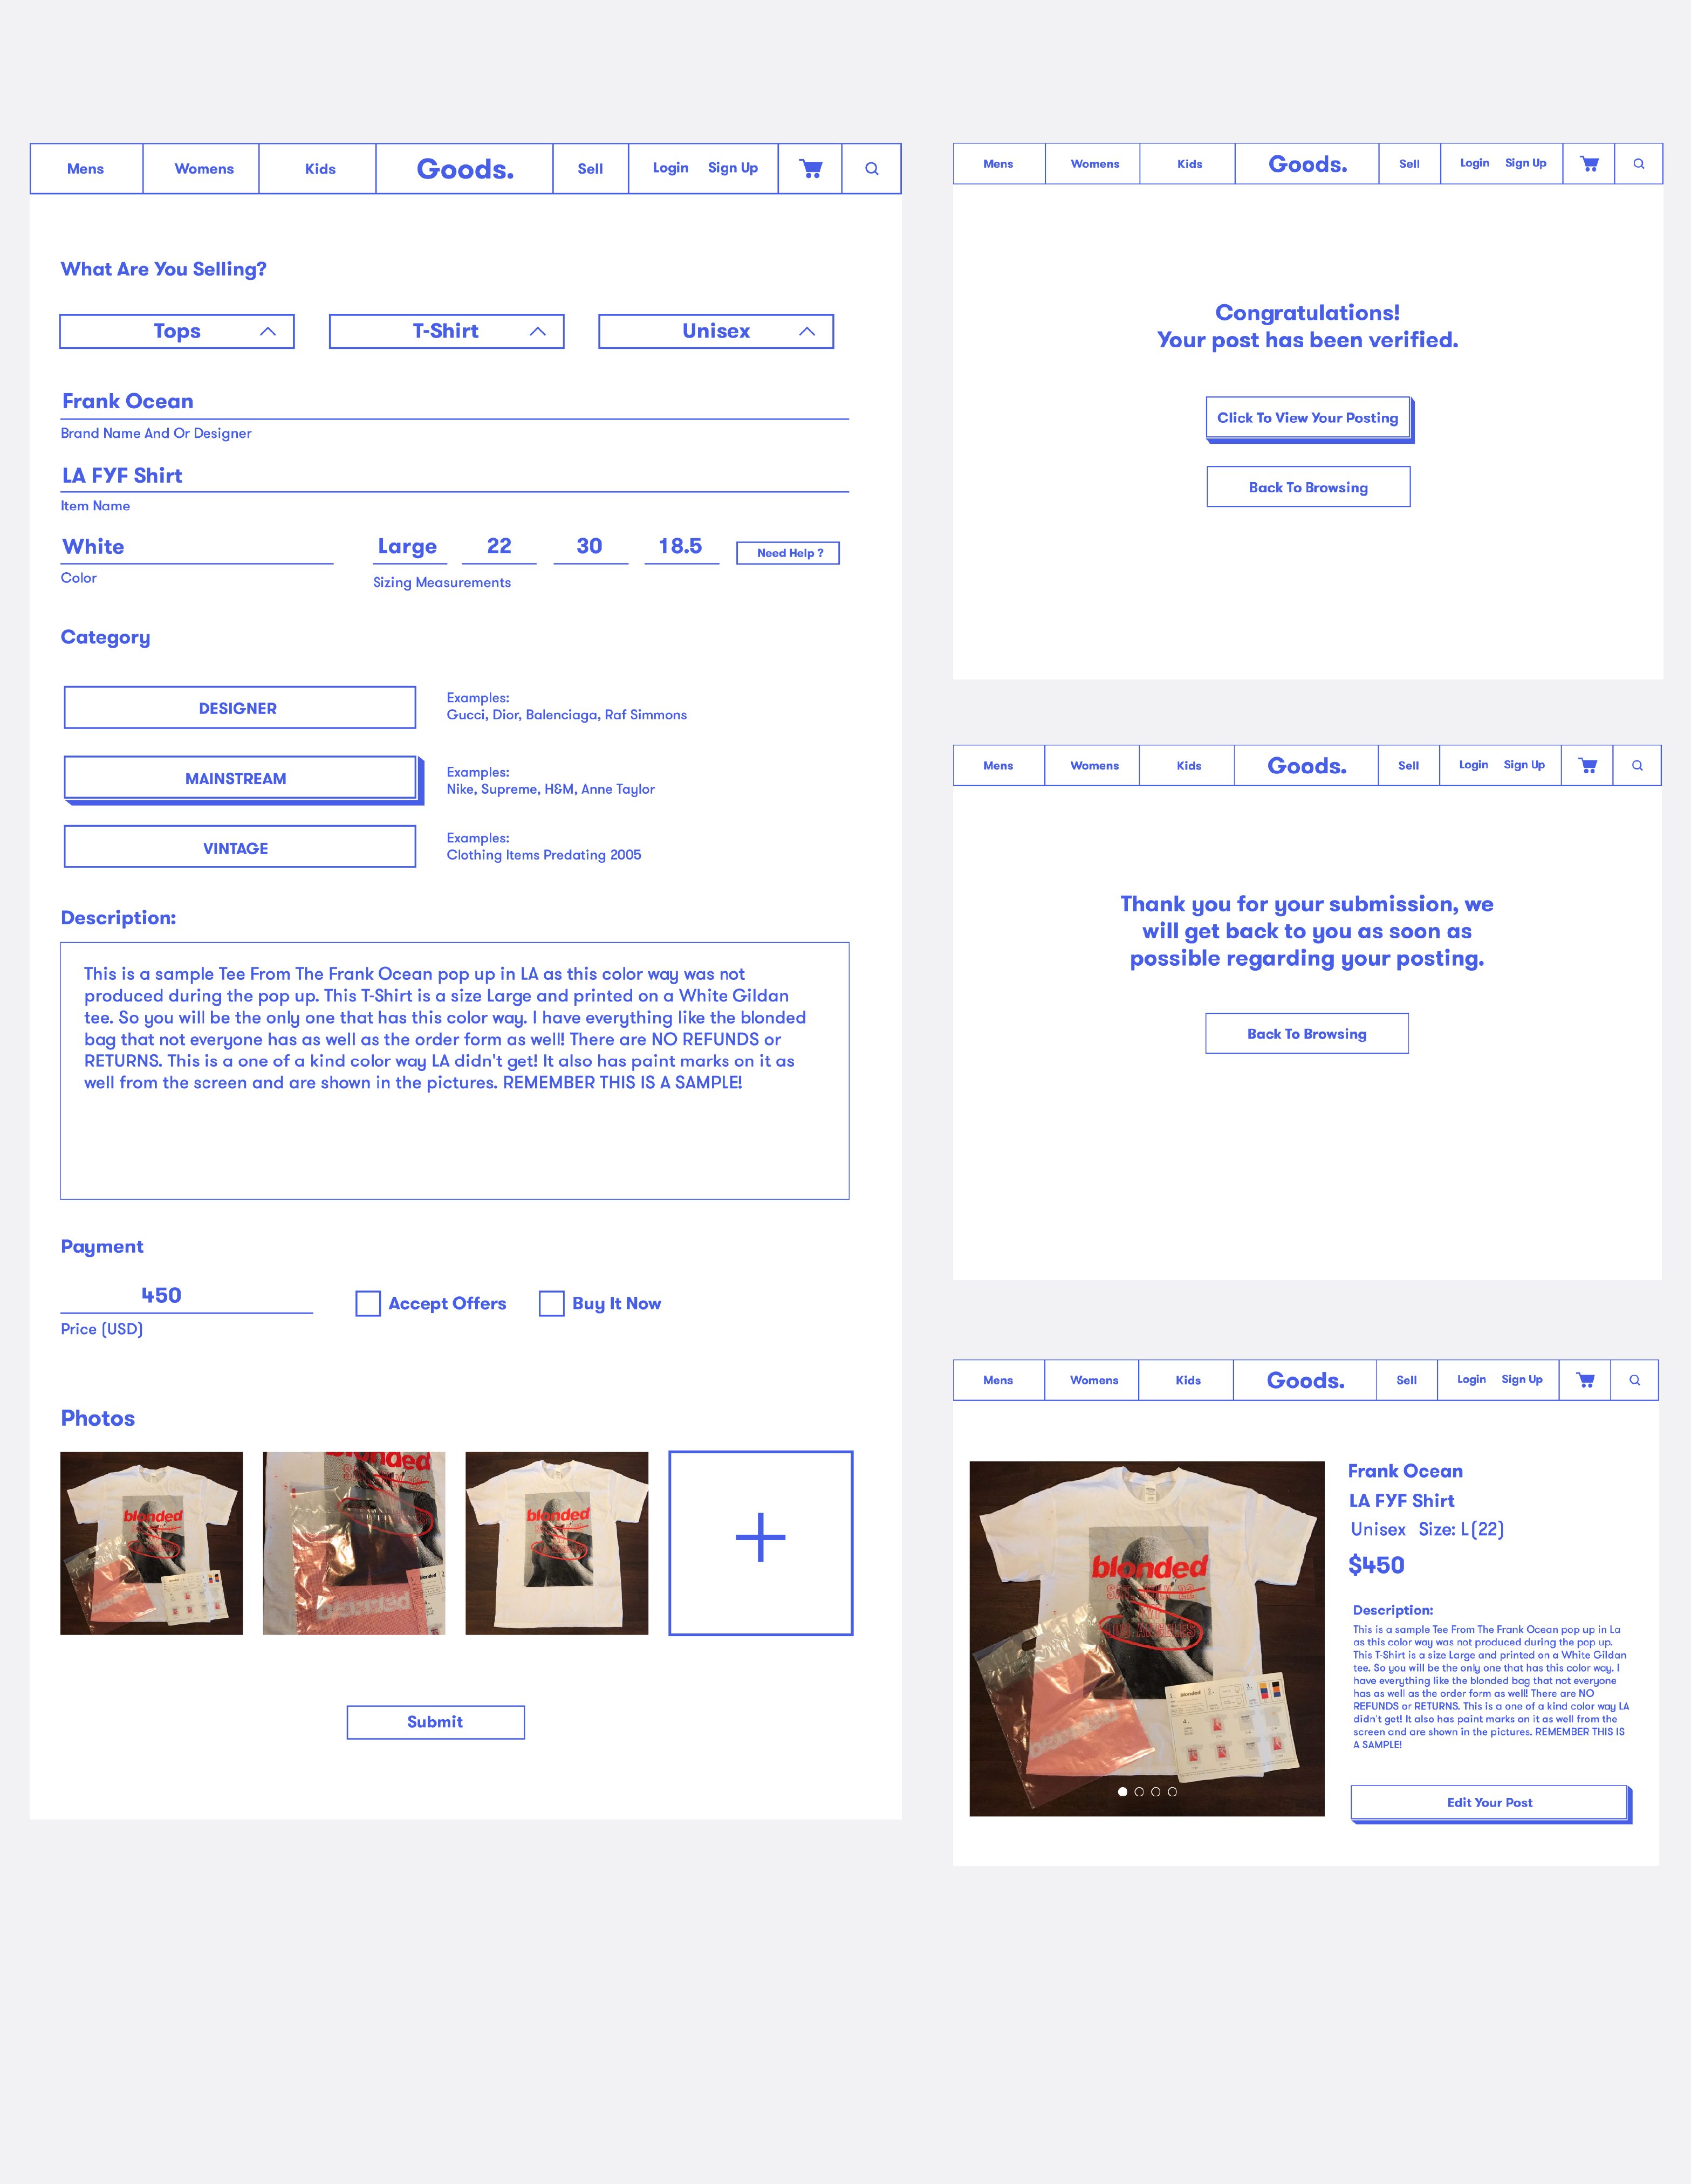 Mens Womens Kids Goods. Sell Login Sign Up
What Are You Selling?
Tops T-Shirt Unisex
Frank Ocean
Brand Name And Or Designer
LA FYF Shirt
Item Name
White Large 22 30 18.5 Need Help ?
Color Sizing Measurements
Category
DESIGNER
Examples:
Gucci, Dior, Balenciaga, Raf Simmons
MAINSTREAM
Examples:
Nike, Supreme, H&M, Anne Taylor
VINTAGE
Examples:
Clothing Items Predating 2005
Description:
This is a sample Tee From The Frank Ocean pop up in LA as this color way was not
produced during the pop up. This T-Shirt is a size Large and printed on a White Gildan
tee. So you will be the only one that has this color way. I have everything like the blonded
bag that not everyone has as well as the order form as well! There are NO REFUNDS or
RETURNS. This is a one of a kind color way LA didn't get! It also has paint marks on it as
well from the screen and are shown in the pictures. REMEMBER THIS IS A SAMPLE!
Payment
450
Price (USD)
Accept Offers Buy It Now
Photos
blonded
blonded
blonded
blonded
Submit
Mens Womens Kids Goods. Sell Login Sign Up
Congratulations!
Your post has been verified.
Click To View Your Posting
Back To Browsing
Mens Womens Kids Goods. Sell Login Sign Up
Thank you for your submission, we
will get back to you as soon as
possible regarding your posting.
Back To Browsing
Mens Womens Kids Goods. Sell Login Sign Up
blonded
LOS ANGELES
blonded
Frank Ocean
LA FYF Shirt
Unisex Size: L(22)
$450
Description:
This is a sample Tee From The Frank Ocean pop up in La
as this color way was not produced during the pop up.
This T-Shirt is a size Large and printed on a White Gildan
tee. So you will be the only one that has this color way. I
have everything like the blonded bag that not everyone
has as well as the order form as well! There are NO
REFUNDS or RETURNS. This is a one of a kind color way LA
didn't get! It also has paint marks on it as well from the
screen and are shown in the pictures. REMEMBER THIS IS
A SAMPLE!
Edit Your Post